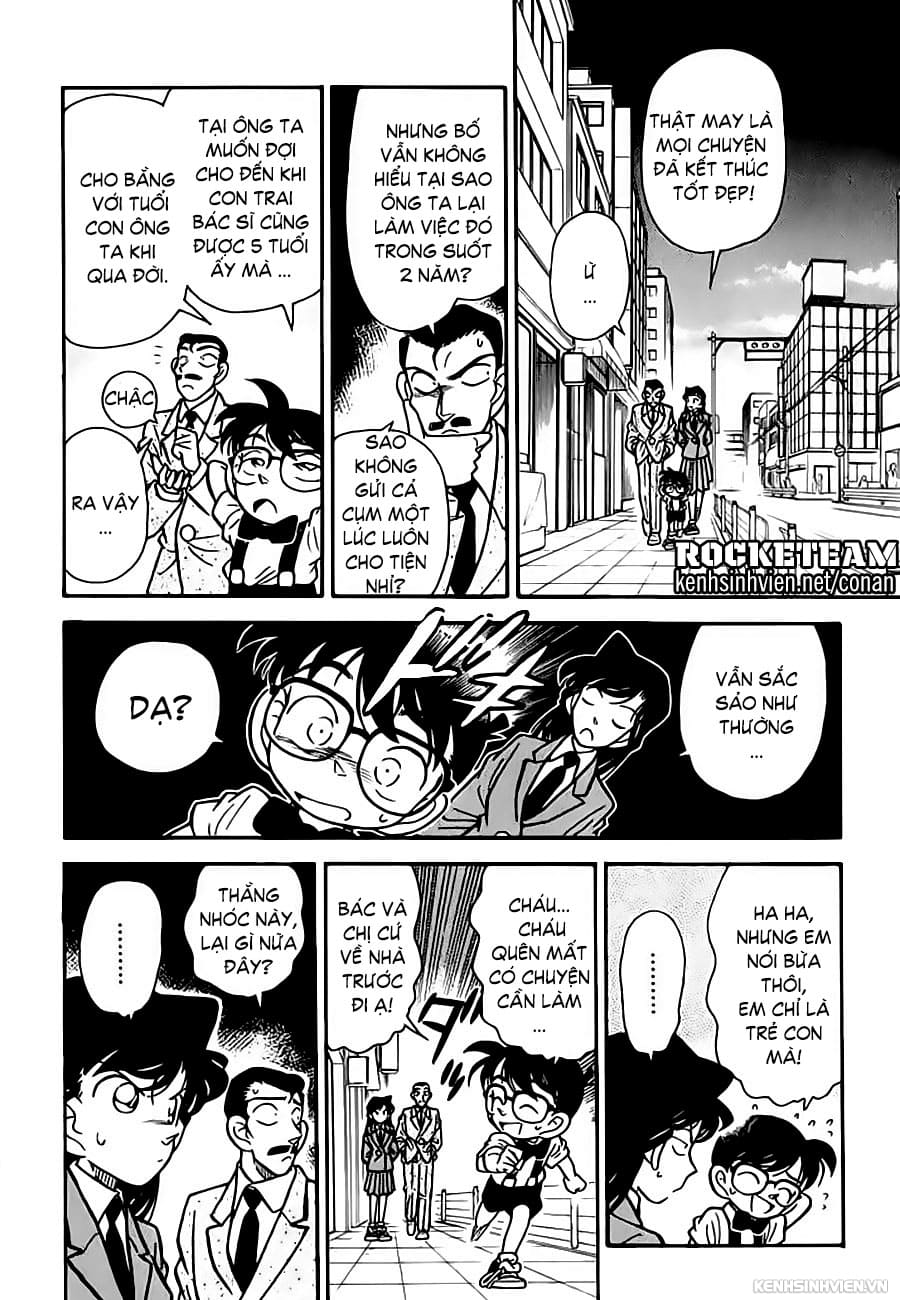 THẬT MAY LÀ
MỌI CHUYỆN
ĐÃ KẾT THÚC
TỐT ĐẸP!
Ừ
...
NHƯNG BỐ
VẪN KHÔNG
HIỂU TẠI SAO
ÔNG TA LẠI
LÀM VIỆC ĐÓ
TRONG SUỐT
2 NĂM?
SAO
KHÔNG
GỬI CẢ
CỤM MỘT
LÚC LUÔN
CHO TIỆN
NHỈ?
TẠI ÔNG TA
MUỐN ĐỢI
CHO ĐẾN KHI
CON TRAI
BÁC SĨ CŨNG
ĐƯỢC 5 TUỔI
ẤY MÀ ...
CHO BẰNG
VỚI TUỔI
CON ÔNG
TA KHI
QUA ĐỜI.
CHẬC
RA VẬY
...
ROCKETEAM
kenhsinhvien.net/conan
VẪN SẮC
SẢO NHƯ
THƯỜNG
...
ドキ
DẠ?
HA HA,
NHƯNG EM
NÓI BỪA
THÔI,
EM CHỈ LÀ
TRẺ CON
MÀ!
......
CHÁU...
CHÁU
QUÊN MẤT
CÓ CHUYỆN
CẦN LÀM
...
BÁC VÀ
CHỊ CỨ
VỀ NHÀ
TRƯỚC
ĐI Ạ!
ダッ
THẰNG
NHÓC NÀY,
LẠI GÌ NỮA
ĐÂY?
......
KENHSINHVIEN.VN